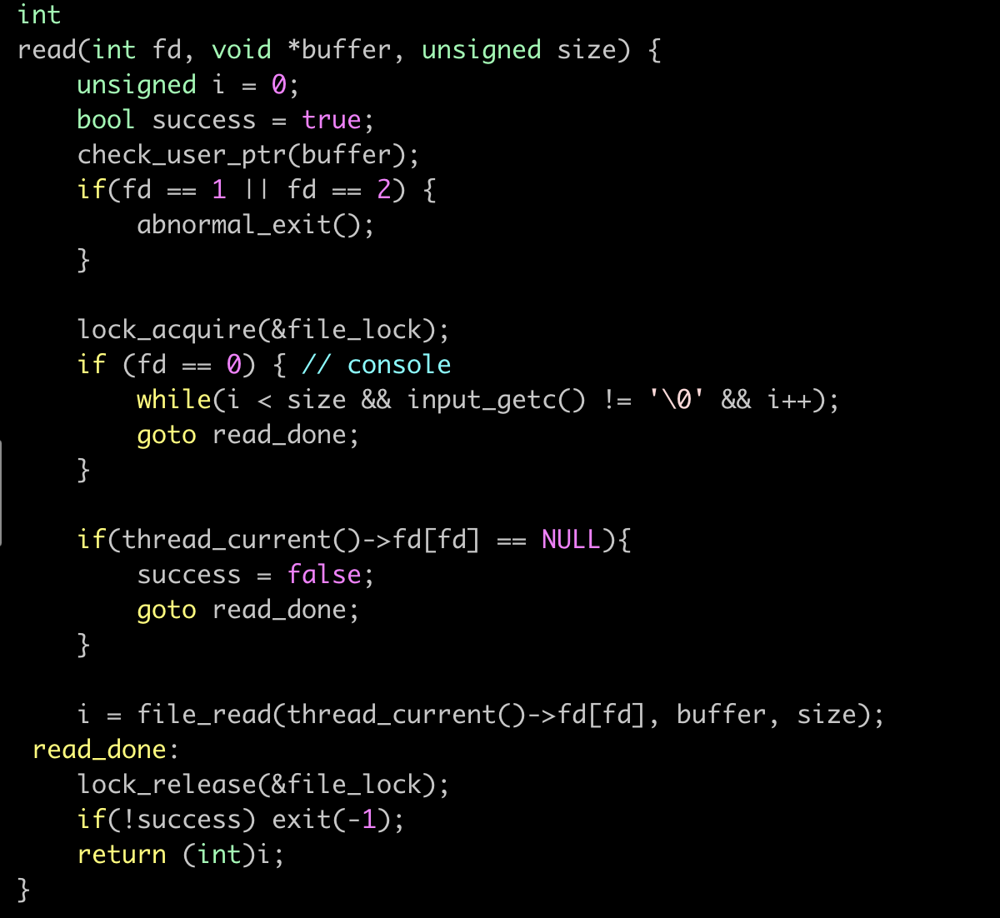 int
read(int fd, void *buffer, unsigned size) {
    unsigned i = 0;
    bool success = true;
    check_user_ptr(buffer);
    if(fd == 1 || fd == 2) {
        abnormal_exit();
    }

    lock_acquire(&file_lock);
    if (fd == 0) { // console
        while(i < size && input_getc() != '\0' && i++);
        goto read_done;
    }

    if(thread_current()->fd[fd] == NULL){
        success = false;
        goto read_done;
    }

    i = file_read(thread_current()->fd[fd], buffer, size);
 read_done:
    lock_release(&file_lock);
    if(!success) exit(-1);
    return (int)i;
}